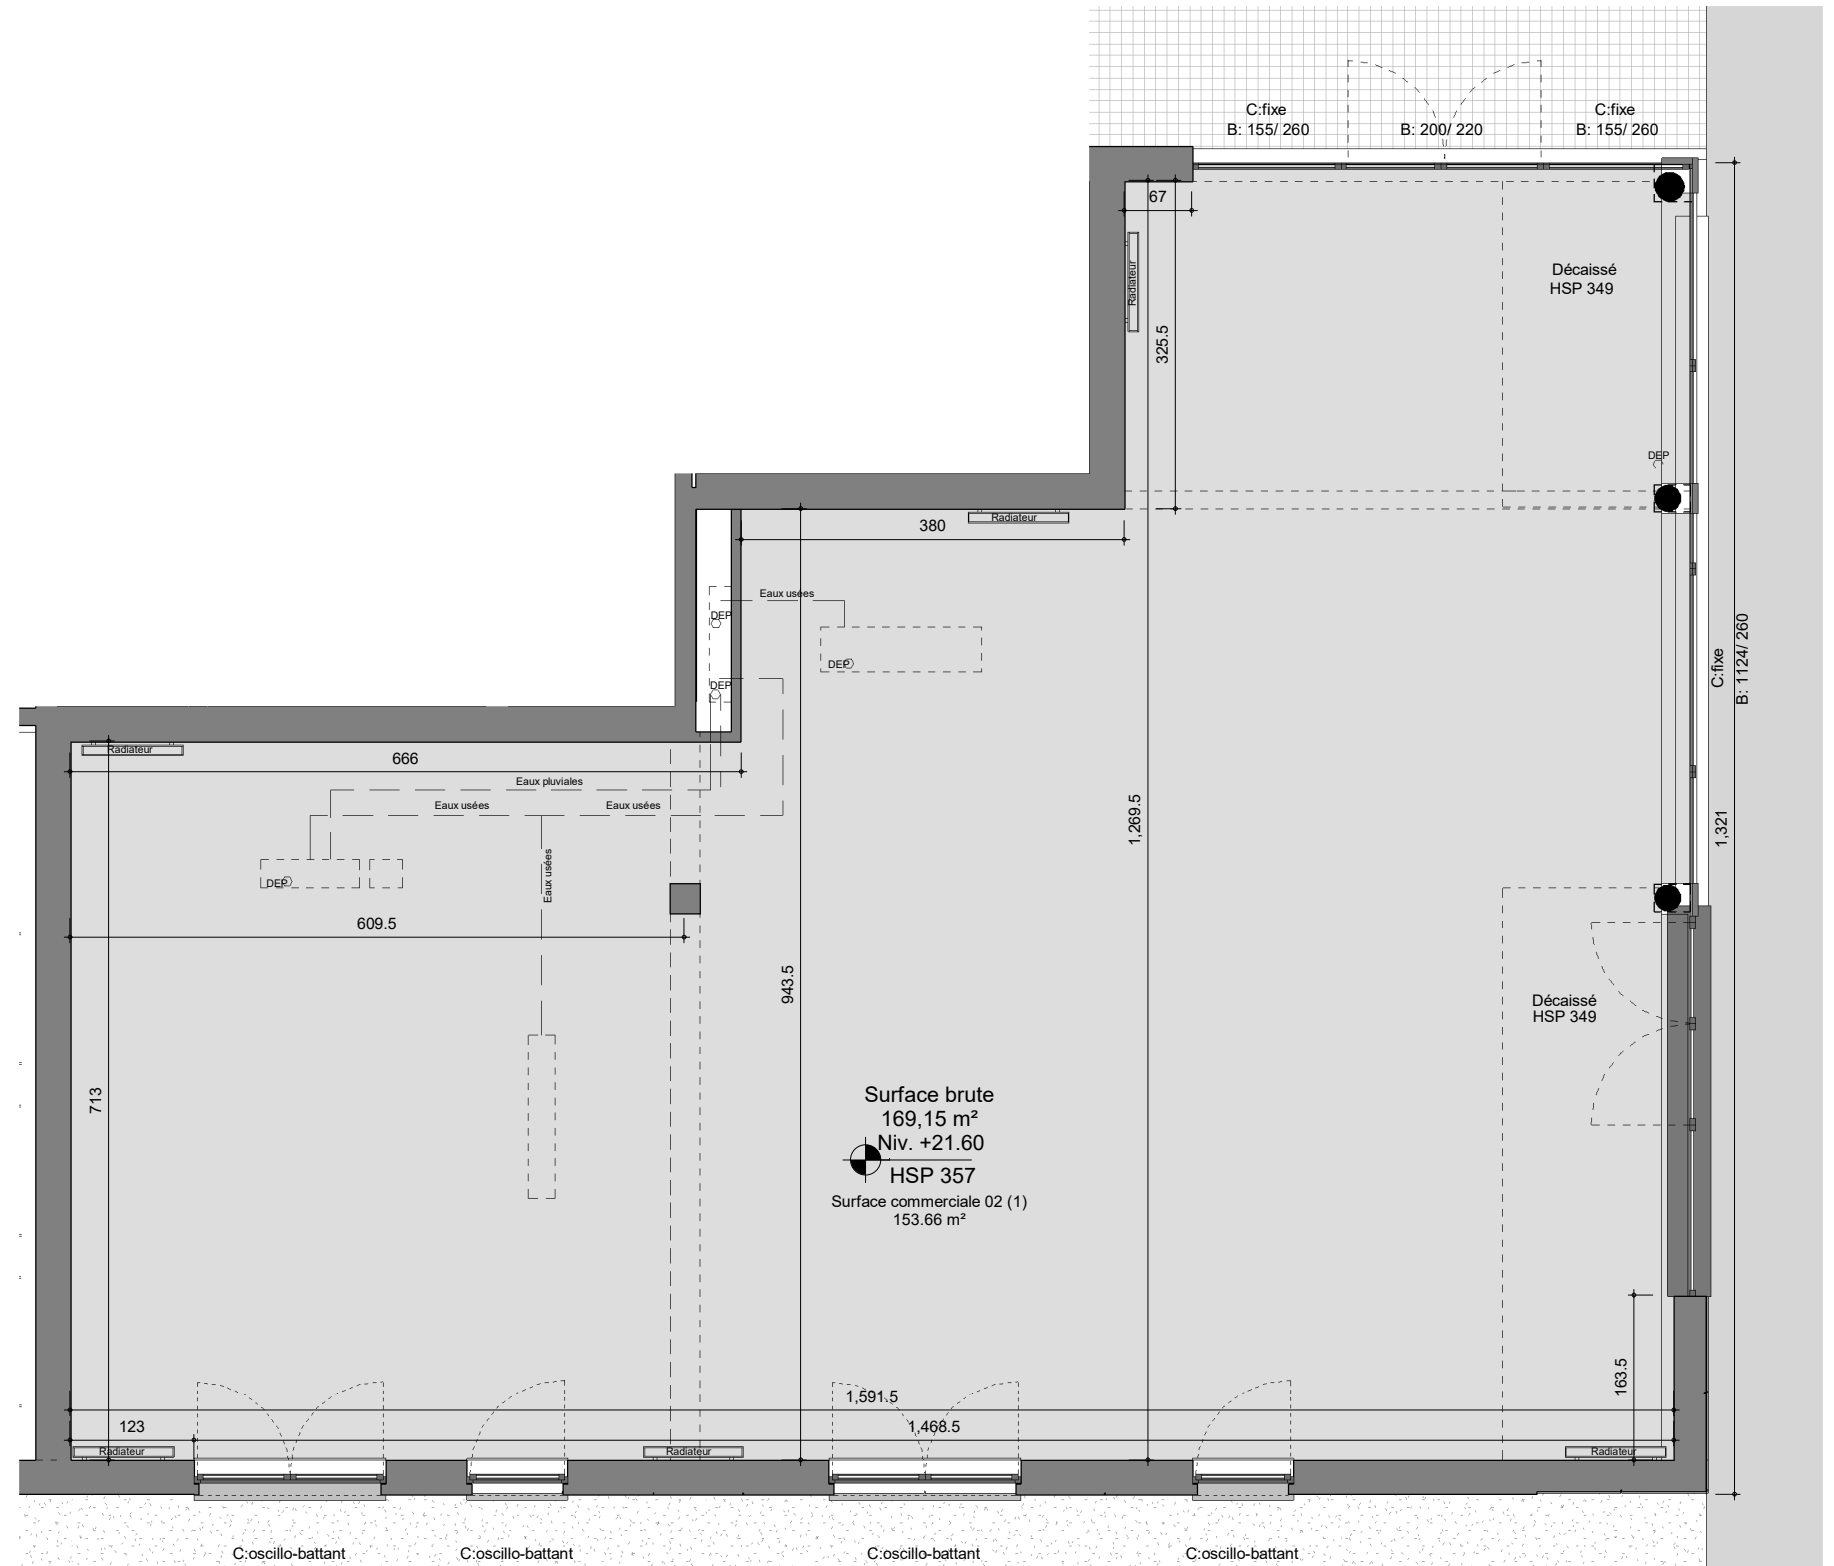 C:fixe
B: 155/ 260
B: 200/ 220
C:fixe
B: 155/ 260
67
Radiateur
325.5
Décaissé
HSP 349
DEP
Radiateur
380
Eaux usées
DEP
DEP
DEP
C:fixe
B: 1124/ 260
Radiateur
666
Eaux pluviales
Eaux usées
Eaux usées
1,269.5
1,321
Eaux usées
DEP
609.5
943.5
Décaissé
HSP 349
713
Surface brute
169,15 m²
Niv. +21.60
HSP 357
Surface commerciale 02 (1)
153.66 m²
163.5
1,591.5
123
1,468.5
Radiateur
Radiateur
Radiateur
C:oscillo-battant
C:oscillo-battant
C:oscillo-battant
C:oscillo-battant